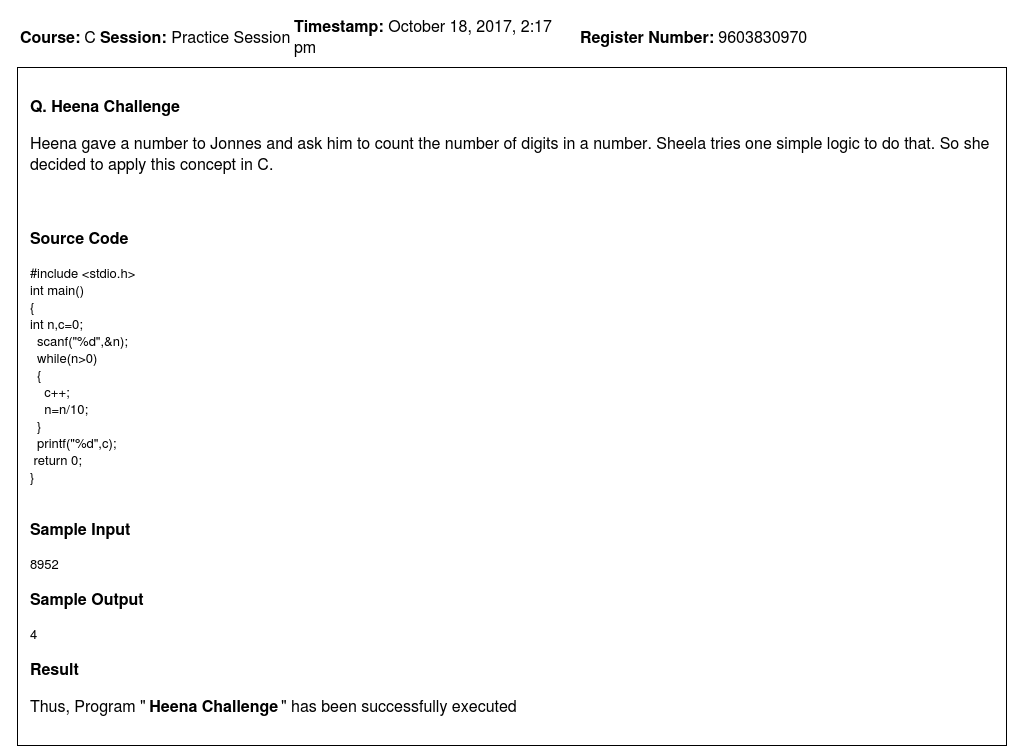 Course: C Session: Practice Session Timestamp: October 18, 2017, 2:17 pm Register Number: 9603830970
Q. Heena Challenge
Heena gave a number to Jonnes and ask him to count the number of digits in a number. Sheela tries one simple logic to do that. So she
decided to apply this concept in C.
Source Code
#include <stdio.h>
int main()
{
int n,c=0;
  scanf("%d",&n);
  while(n>0)
  {
    c++;
    n=n/10;
  }
  printf("%d",c);
 return 0;
}
Sample Input
8952
Sample Output
4
Result
Thus, Program " Heena Challenge " has been successfully executed